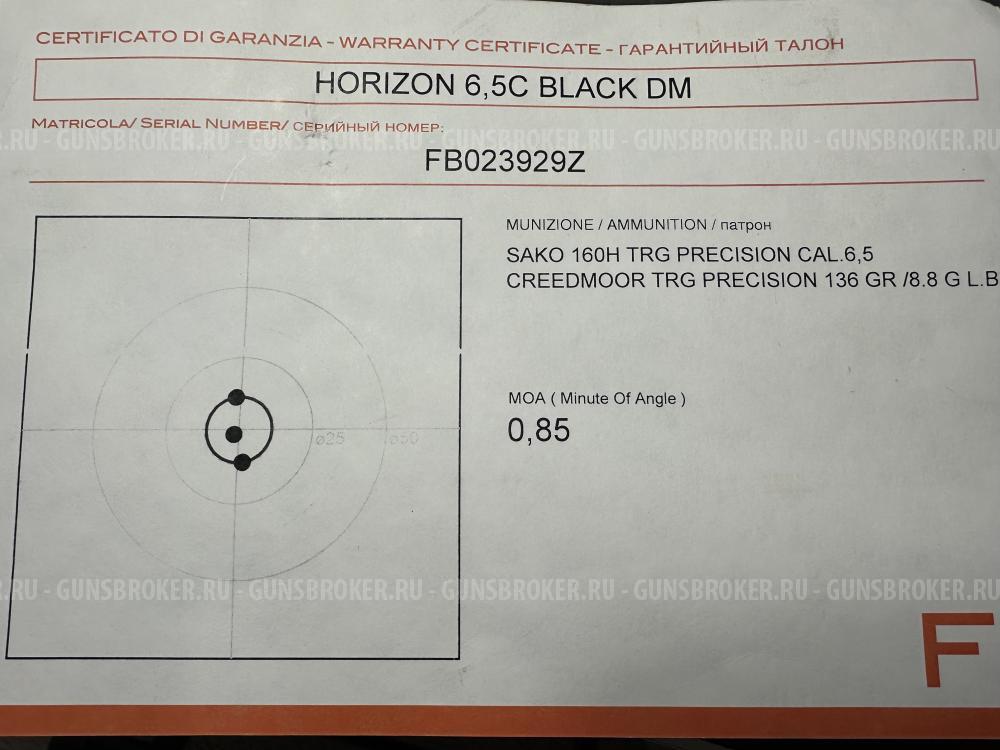 CERTIFICATO DI GARANZIA - WARRANTY CERTIFICATE - ГАРАНТИЙНЫЙ ТАЛОН
HORIZON 6,5C BLACK DM
MATRICOLA/ SERIAL NUMBER/ СЕРИЙНЫЙ НОМЕР:
.RU - GUNSBROKER.RU - GUNSBROKER.RU - GUNSBROKER.RU - GUNSBROKER.RU - GUNSBROKER.RU
FB023929Z
MUNIZIONE / AMMUNITION / патрон
SAKO 160H TRG PRECISION CAL.6,5
CREEDMOOR TRG PRECISION 136 GR /8.8 G L.B
MOA ( Minute Of Angle )
0,85
ø25 ø50
.RU - GUNSBROKER.RU - GUNSBROKER.RU - GUNSBROKER.RU - GUNSBROKER.RU - GUNSBROKER.RU
F